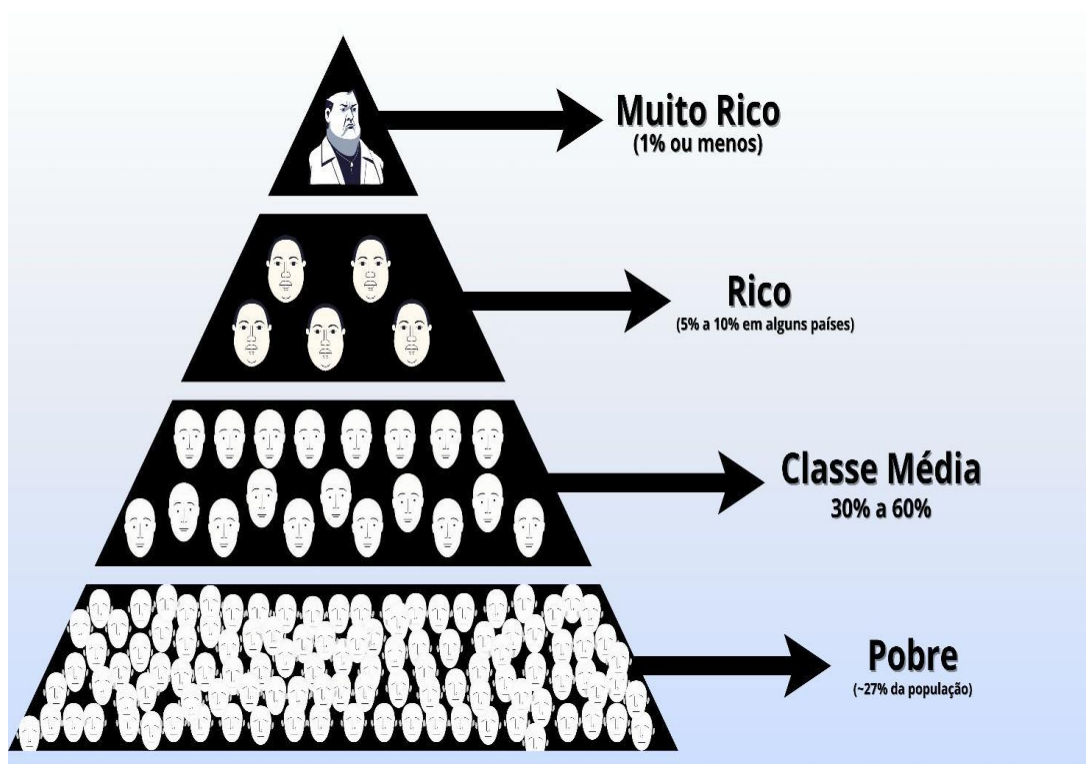 Muito Rico
(1% ou menos)
Rico
(5% a 10% em alguns países)
Classe Média
30% a 60%
Pobre
(~27% da população)